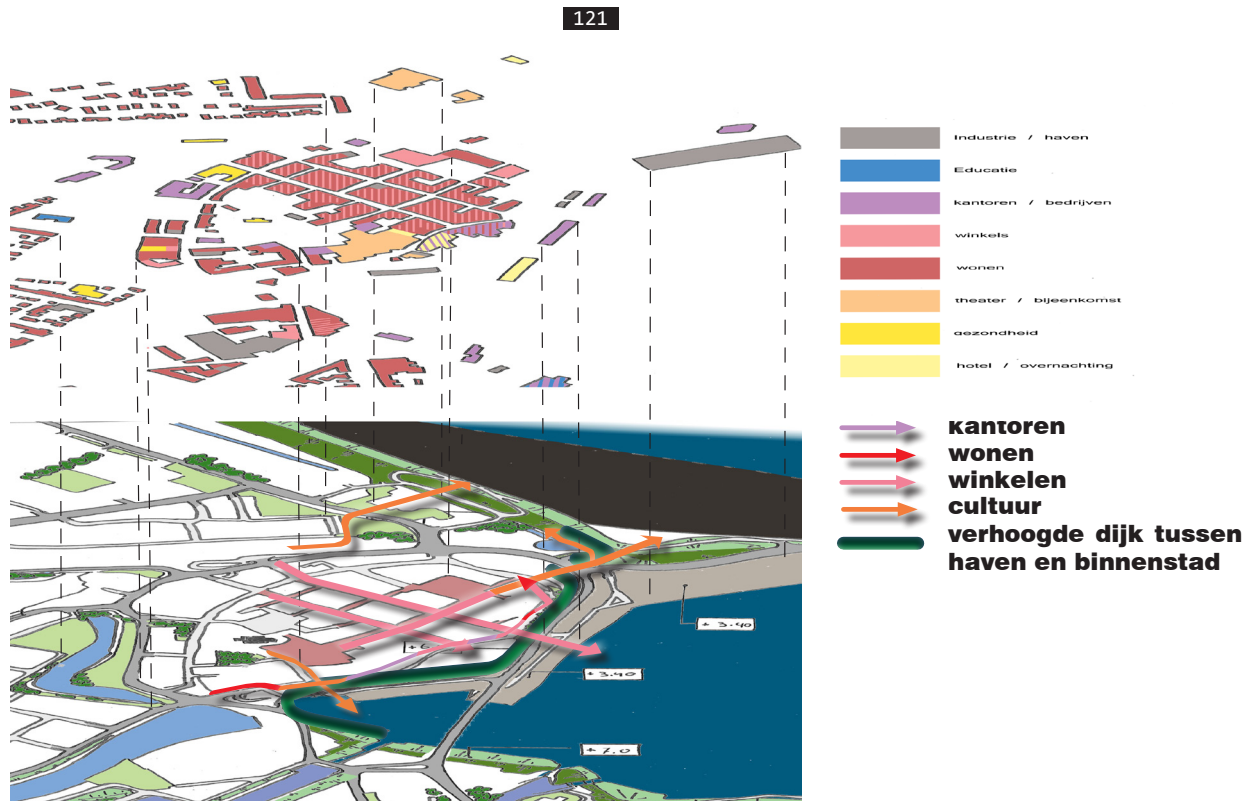 121
Industrie / haven
Educatie
kantoren / bedrijven
winkels
wonen
theater / bijeenkomst
gezondheid
hotel / overnachting
kantoren
wonen
winkelen
cultuur
verhoogde dijk tussen
haven en binnenstad
+ 3.40
+6
+3.40
+7.0